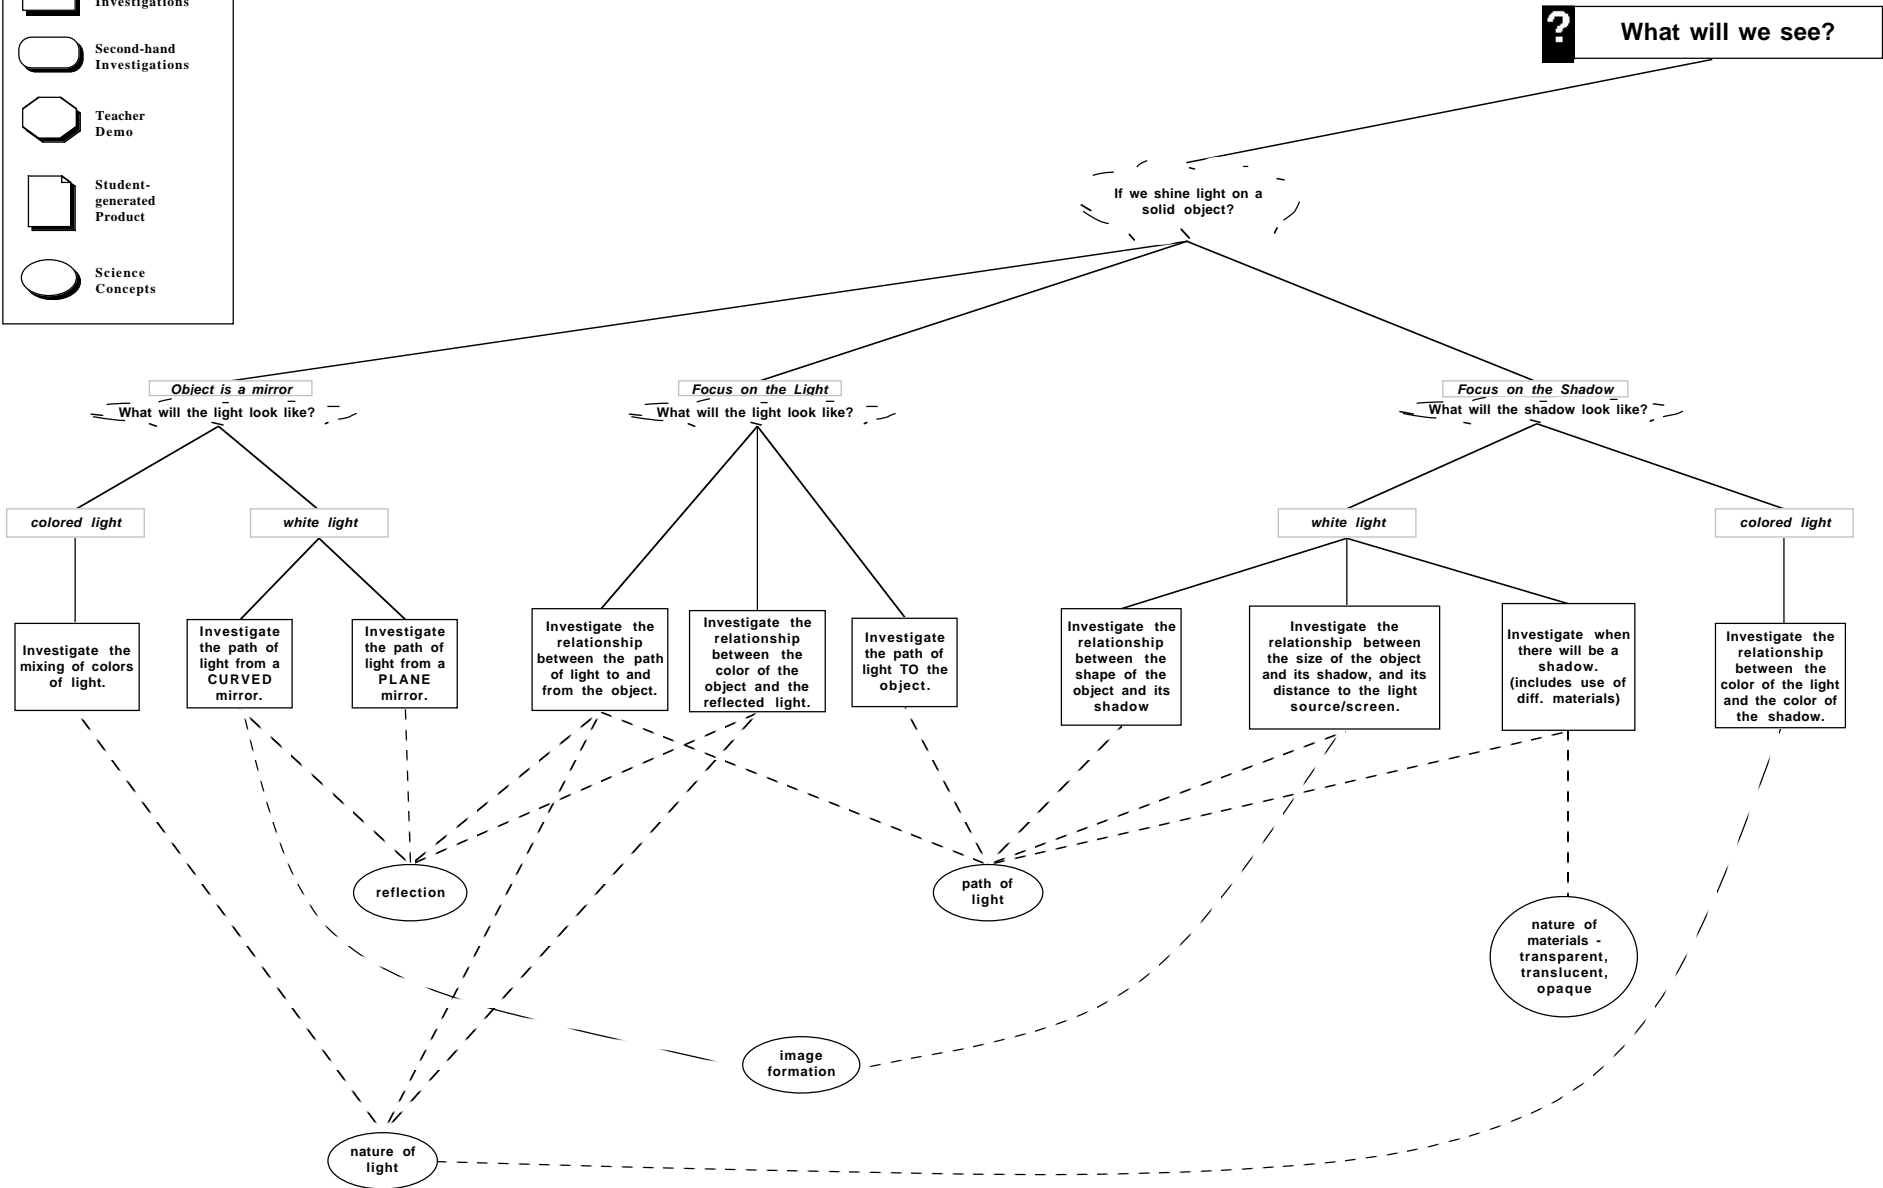 Investigations
Second-hand
Investigations
Teacher
Demo
Student-
generated
Product
Science
Concepts
?
What will we see?
If we shine light on a
solid object?
Object is a mirror
What will the light look like?
Focus on the Light
What will the light look like?
Focus on the Shadow
What will the shadow look like?
colored light
white light
white light
colored light
Investigate the
mixing of colors
of light.
Investigate
the path of
light from a
CURVED
mirror.
Investigate
the path of
light from a
PLANE
mirror.
Investigate the
relationship
between the path
of light to and
from the object.
Investigate the
relationship
between the
color of the
object and the
reflected light.
Investigate
the path of
light TO the
object.
Investigate the
relationship
between the
shape of the
object and its
shadow
Investigate the
relationship between
the size of the object
and its shadow, and its
distance to the light
source/screen.
Investigate when
there will be a
shadow.
(includes use of
diff. materials)
Investigate the
relationship
between the
color of the light
and the color of
the shadow.
reflection
path of
light
nature of
materials -
transparent,
translucent,
opaque
image
formation
nature of
light